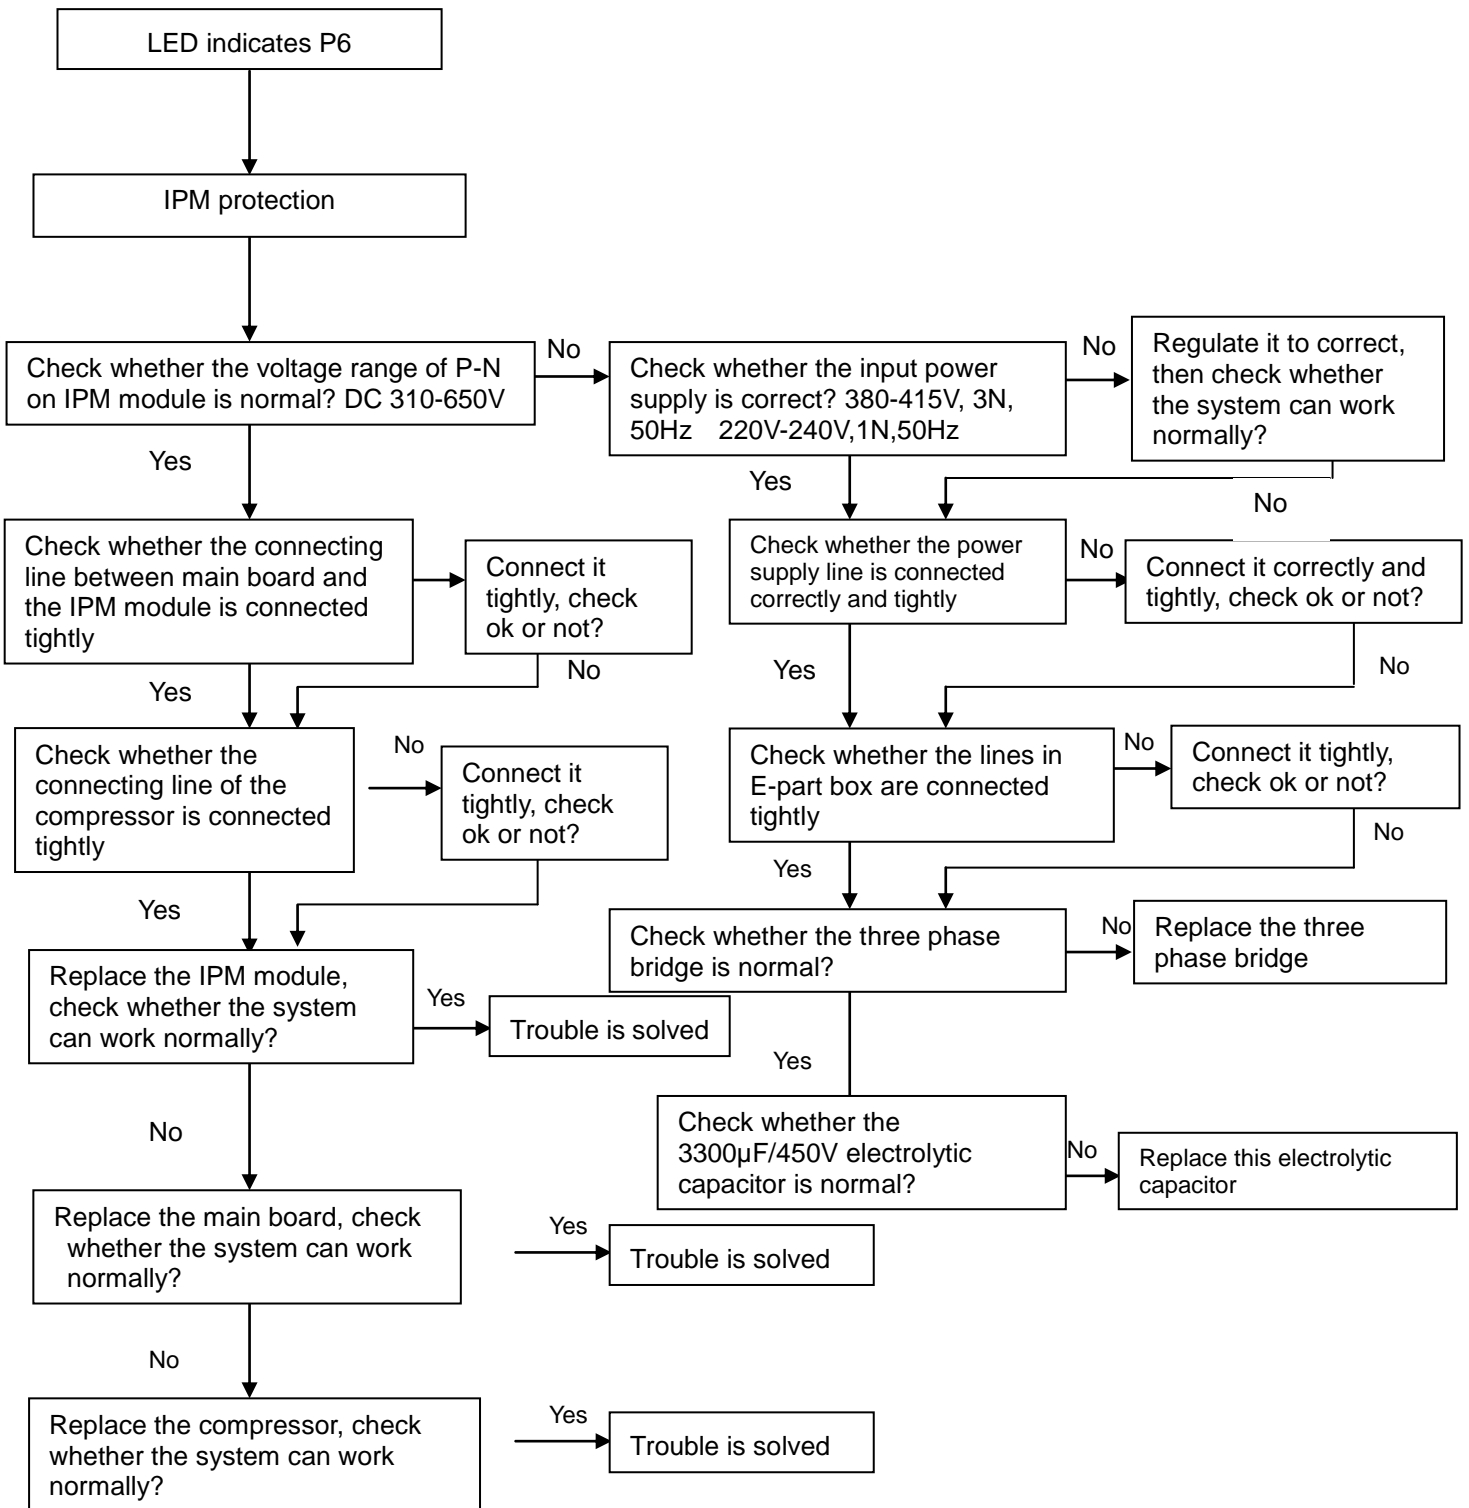 LED indicates P6
IPM protection
Check whether the voltage range of P-N
on IPM module is normal? DC 310-650V
No
Check whether the input power
supply is correct? 380-415V, 3N,
50Hz 220V-240V,1N,50Hz
No
Regulate it to correct,
then check whether
the system can work
normally?
Yes
Yes
No
Check whether the connecting
line between main board and
the IPM module is connected
tightly
Connect it
tightly, check
ok or not?
Check whether the power
supply line is connected
correctly and tightly
No
Connect it correctly and
tightly, check ok or not?
Yes
No
Yes
No
Check whether the
connecting line of the
compressor is connected
tightly
No
Connect it
tightly, check
ok or not?
Check whether the lines in
E-part box are connected
tightly
No
Connect it tightly,
check ok or not?
Yes
Yes
No
Replace the IPM module,
check whether the system
can work normally?
Yes
Trouble is solved
Check whether the three phase
bridge is normal?
No
Replace the three
phase bridge
No
Yes
Check whether the
3300μF/450V electrolytic
capacitor is normal?
No
Replace this electrolytic
capacitor
Replace the main board, check
whether the system can work
normally?
Yes
Trouble is solved
No
Replace the compressor, check
whether the system can work
normally?
Yes
Trouble is solved